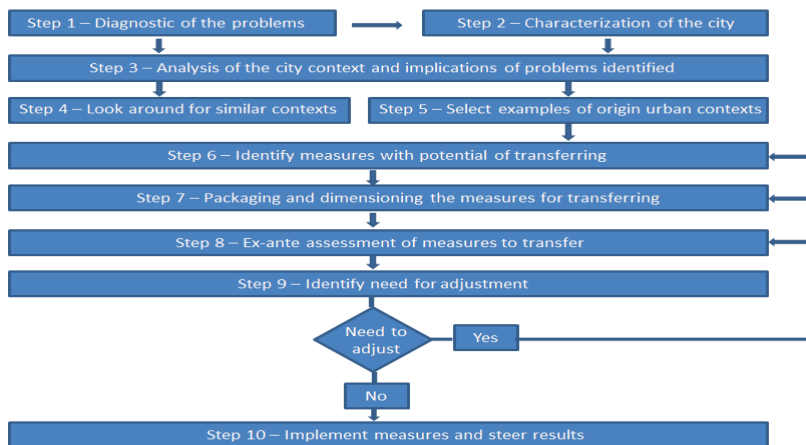 Step 1 – Diagnostic of the problems
Step 2 – Characterization of the city
Step 3 – Analysis of the city context and implications of problems identified
Step 4 – Look around for similar contexts
Step 5 – Select examples of origin urban contexts
Step 6 – Identify measures with potential of transferring
Step 7 – Packaging and dimensioning the measures for transferring
Step 8 – Ex-ante assessment of measures to transfer
Step 9 – Identify need for adjustment
Need to
adjust
Yes
No
Step 10 – Implement measures and steer results